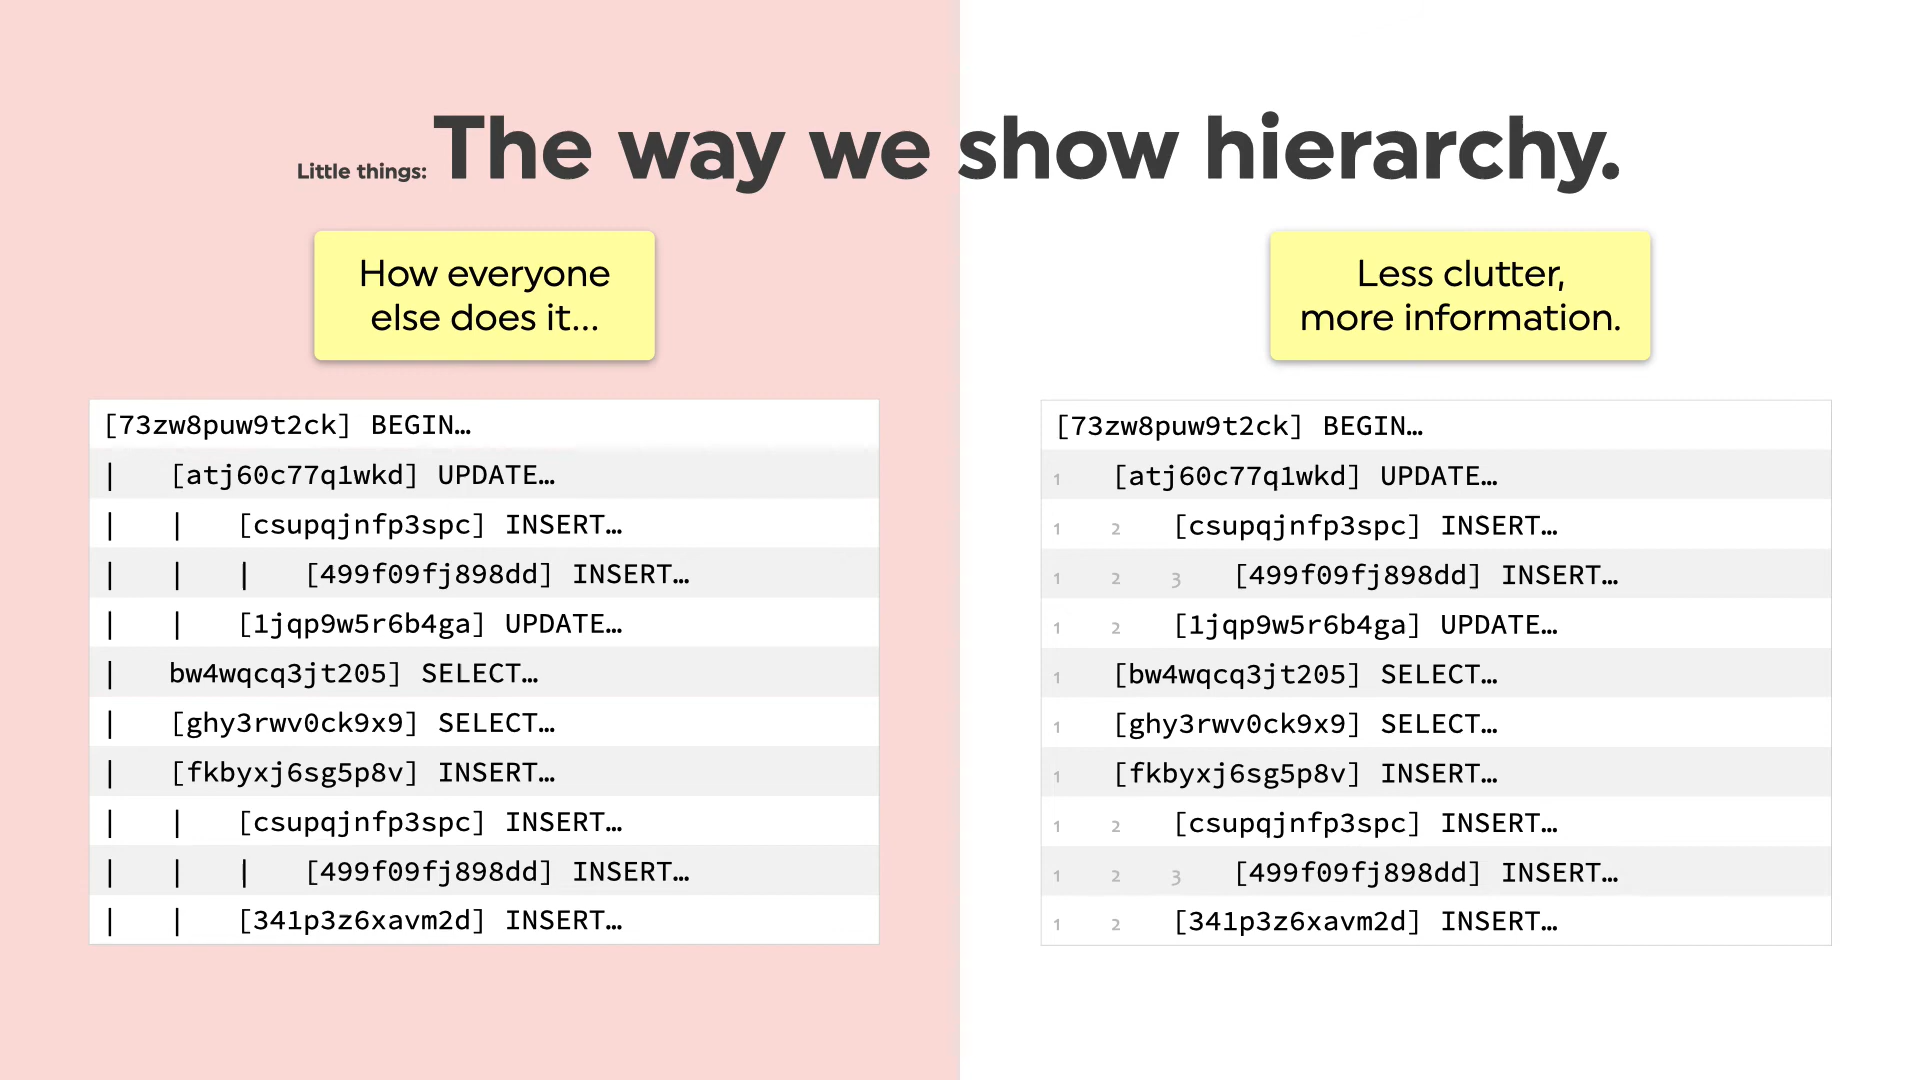 Little things: The way we show hierarchy.
How everyone
else does it...
[73zw8puw9t2ck] BEGIN…
| [atj60c77q1wkd] UPDATE…
| | [csupqjnfp3spc] INSERT…
| | | [499f09fj898dd] INSERT…
| | [1jqp9w5r6b4ga] UPDATE…
| bw4wqcq3jt205] SELECT…
| [ghy3rwv0ck9x9] SELECT…
| [fkbyxj6sg5p8v] INSERT…
| | [csupqjnfp3spc] INSERT…
| | | [499f09fj898dd] INSERT…
| | [341p3z6xavm2d] INSERT…
Less clutter,
more information.
[73zw8puw9t2ck] BEGIN…
1 [atj60c77q1wkd] UPDATE…
1 2 [csupqjnfp3spc] INSERT…
1 2 3 [499f09fj898dd] INSERT…
1 2 [1jqp9w5r6b4ga] UPDATE…
1 [bw4wqcq3jt205] SELECT…
1 [ghy3rwv0ck9x9] SELECT…
1 [fkbyxj6sg5p8v] INSERT…
1 2 [csupqjnfp3spc] INSERT…
1 2 3 [499f09fj898dd] INSERT…
1 2 [341p3z6xavm2d] INSERT…